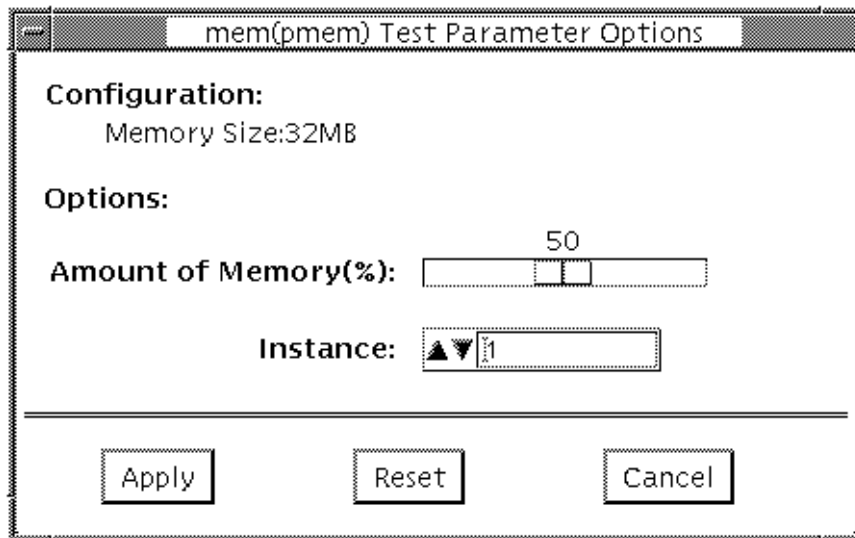 mem(pmem) Test Parameter Options
Configuration:
Memory Size:32MB
Options:
50
Amount of Memory(%):
Instance: 1
Apply Reset Cancel